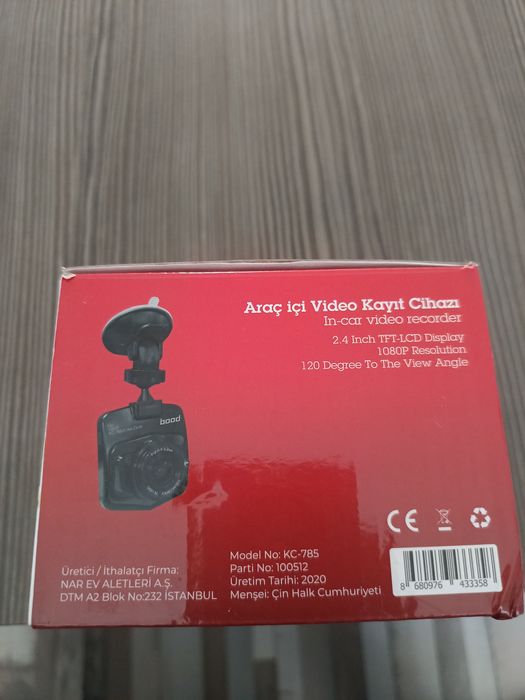 Araç içi Video Kayıt Cihazı
In-car video recorder
2.4 Inch TFT-LCD Display
1080P Resolution
120 Degree To The View Angle
bood
CE
Üretici / İthalatçı Firma:
NAR EV ALETLERİ A.Ş.
DTM A2 Blok No:232 İSTANBUL
Model No: KC-785
Parti No: 100512
Üretim Tarihi: 2020
Menşei: Çin Halk Cumhuriyeti
8 680976 433358